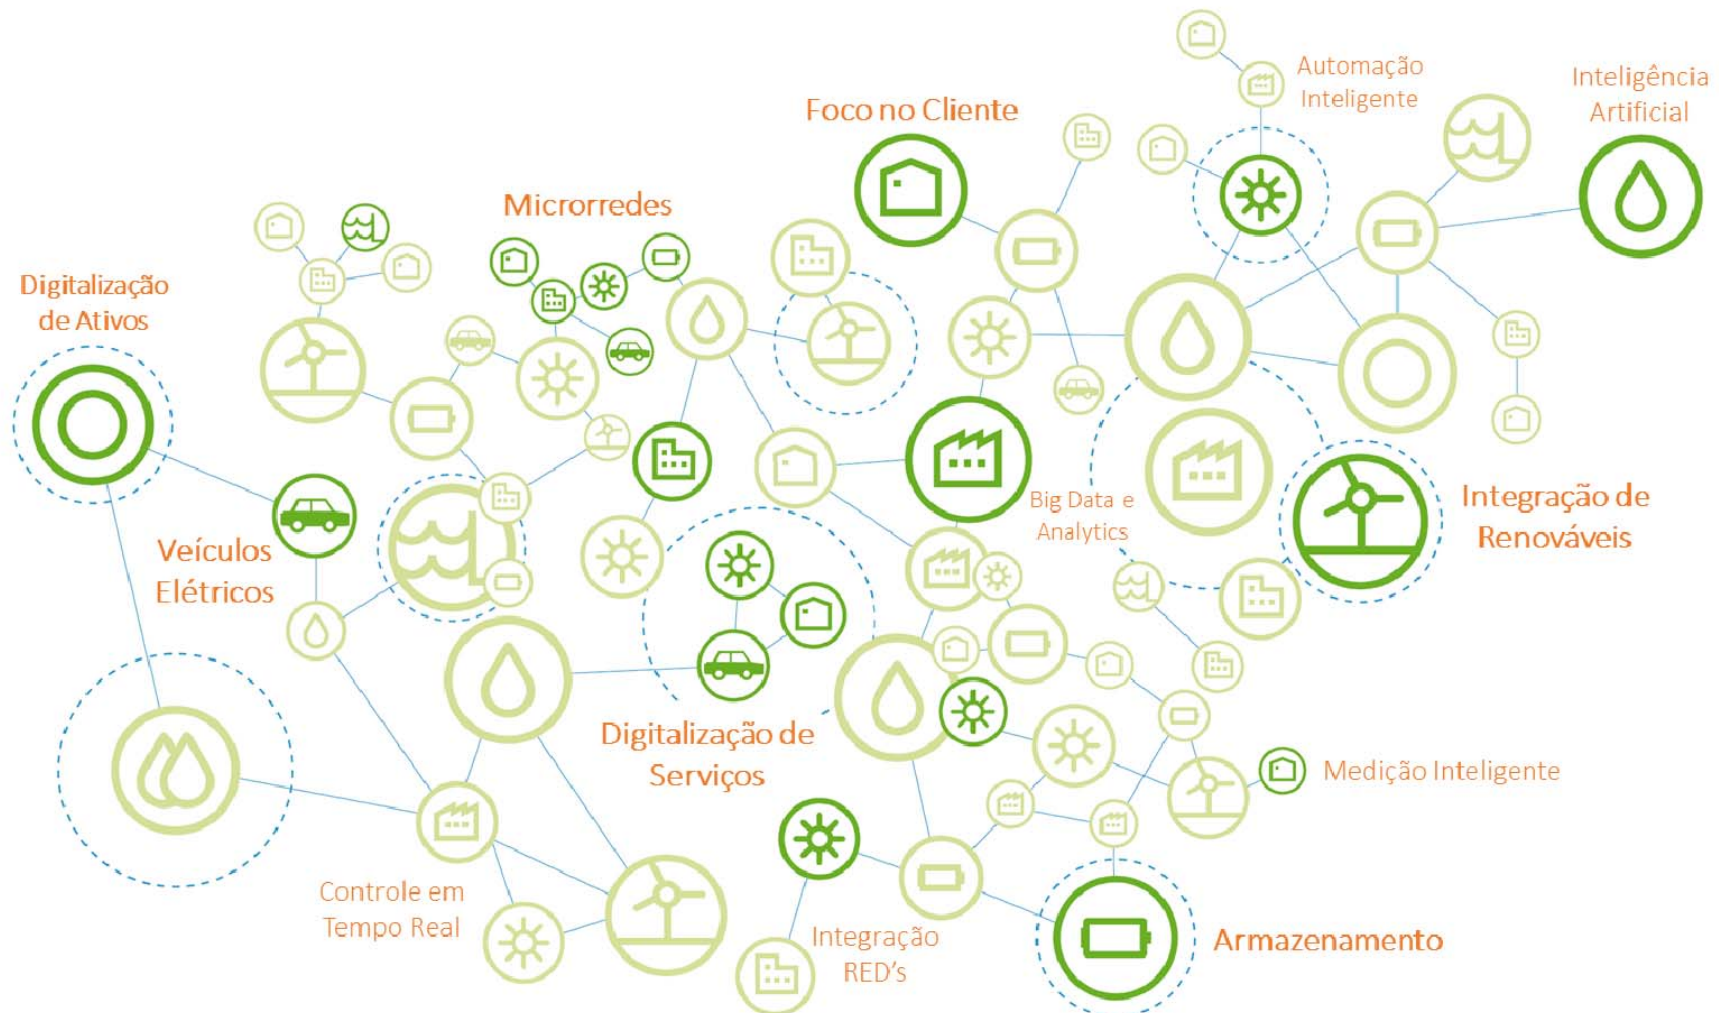 Automação
Inteligente
Inteligência
Artificial
Foco no Cliente
Microrredes
Digitalização
de Ativos
Big Data e
Analytics
Integração de
Renováveis
Veículos
Elétricos
Digitalização de
Serviços
Medição Inteligente
Controle em
Tempo Real
Integração
RED's
Armazenamento